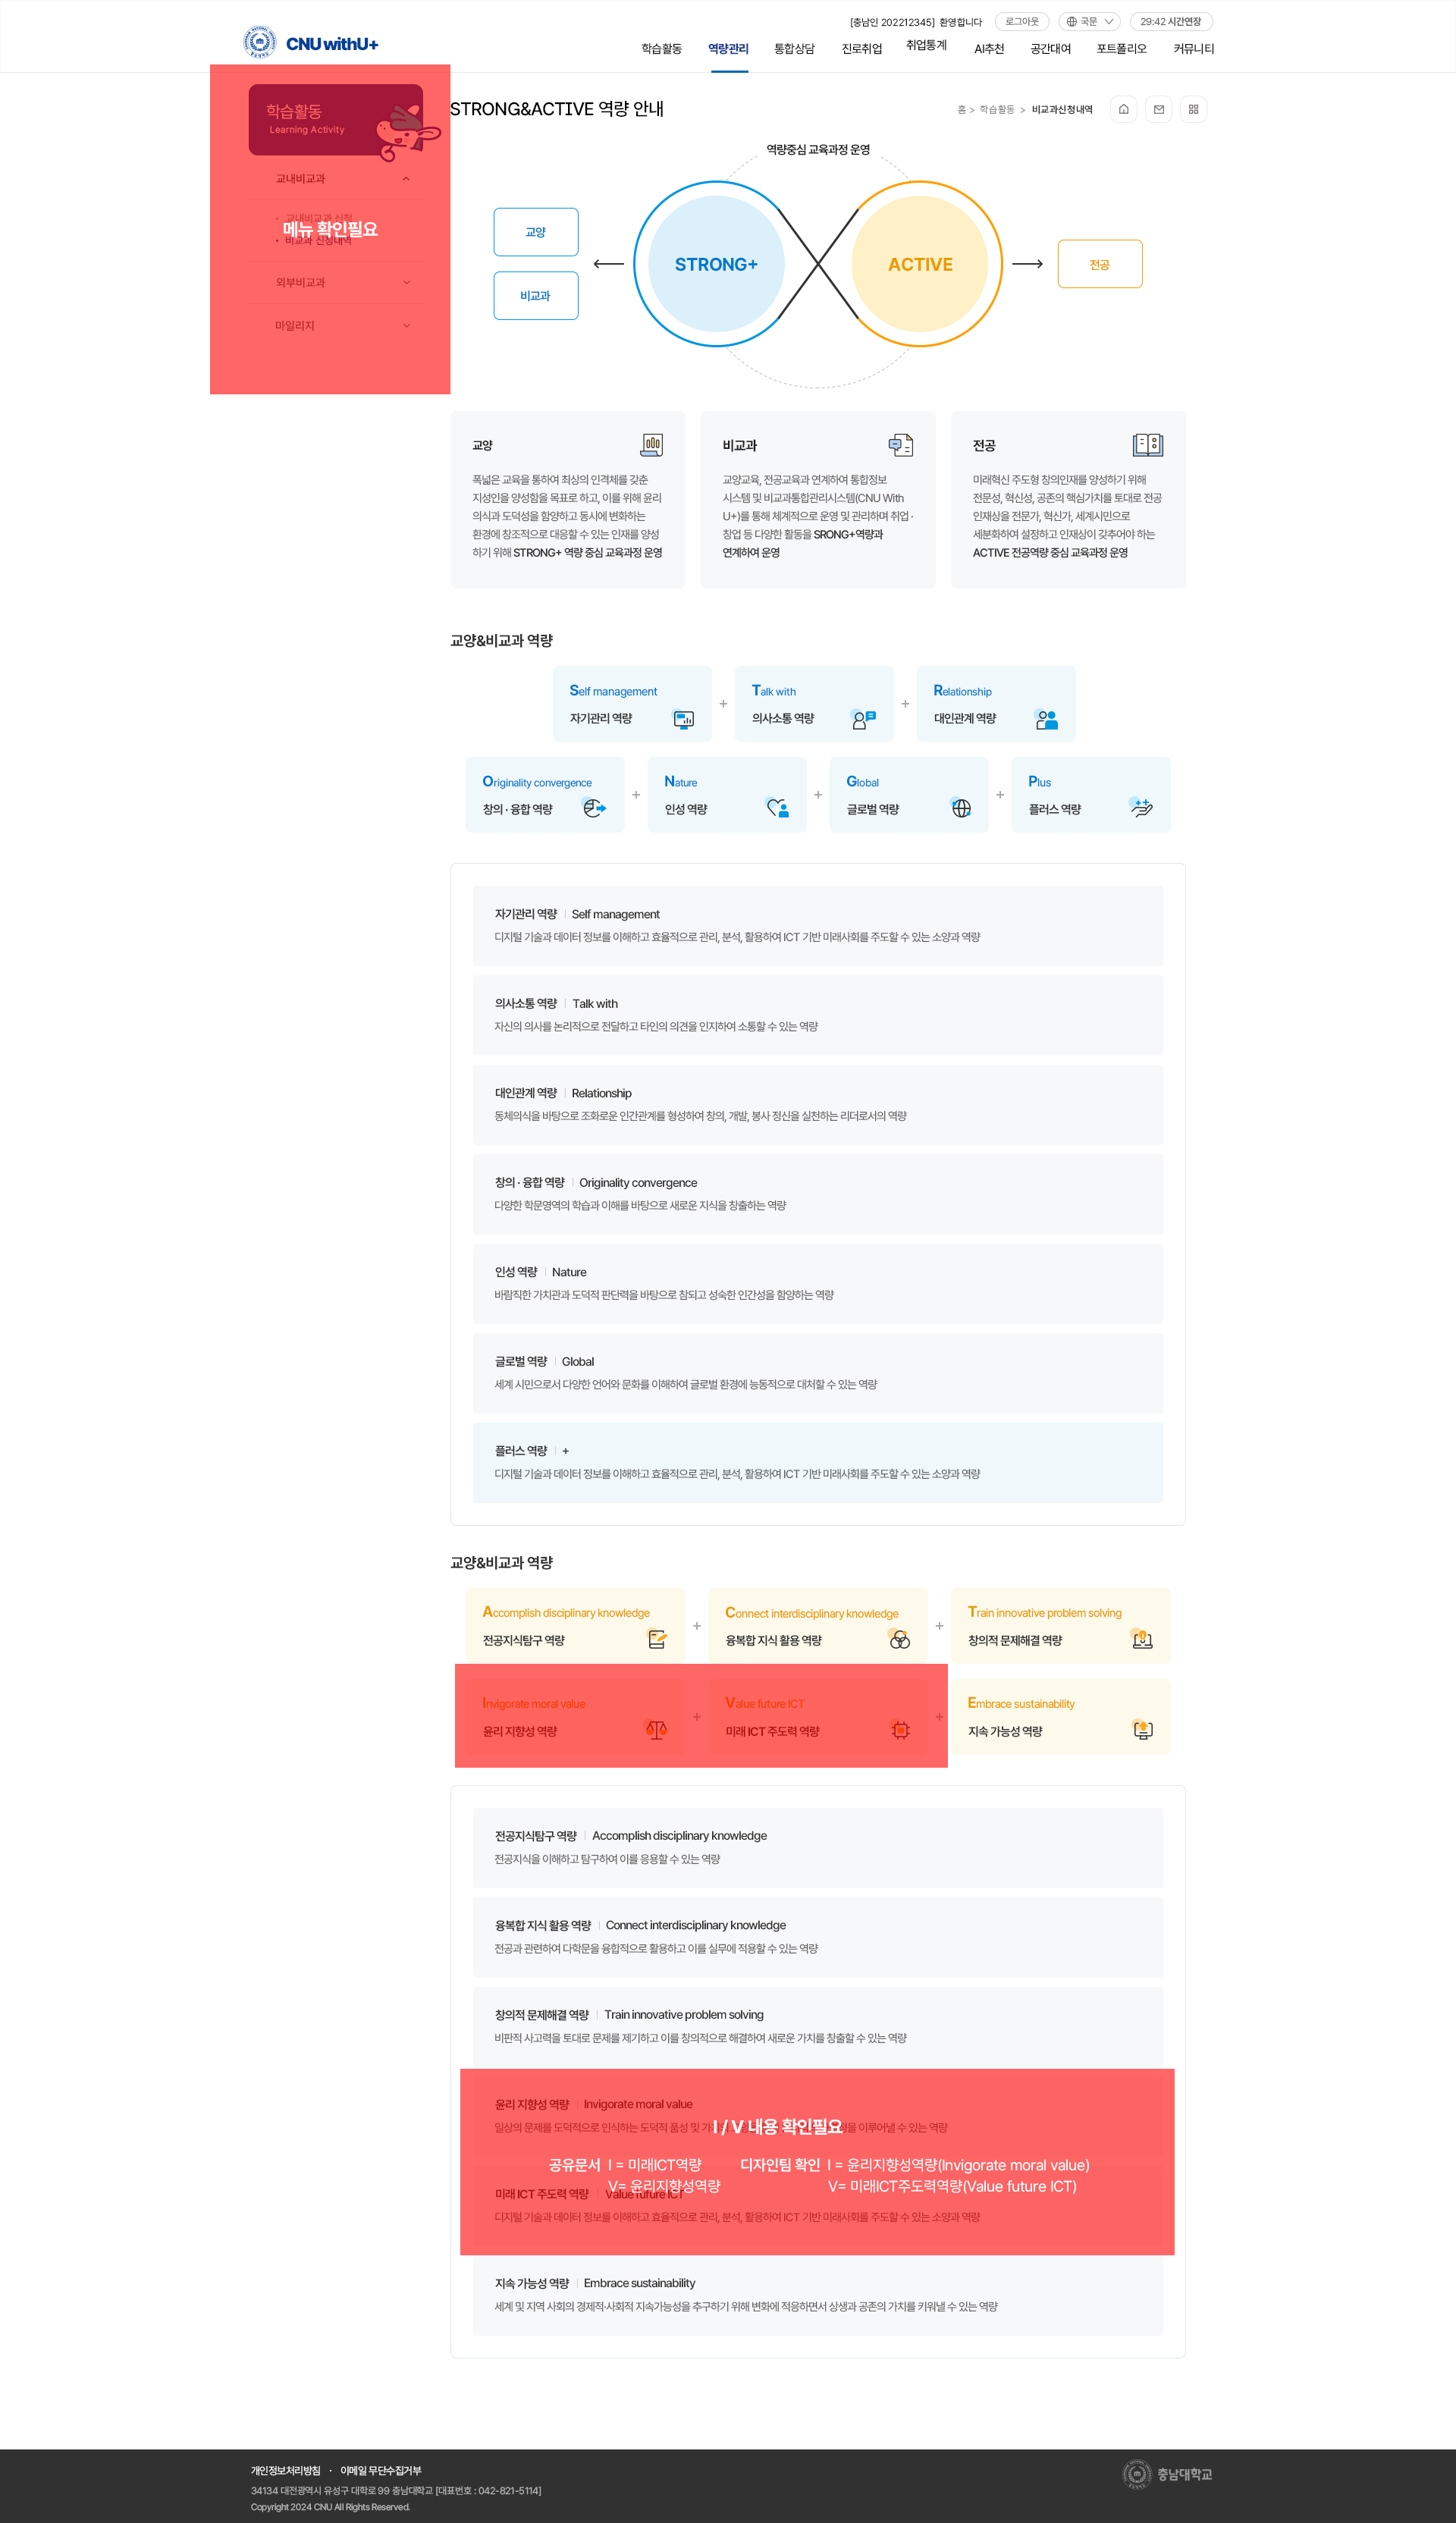 [충남인 202212345] 환영합니다
로그아웃
국문
29:42 시간연장
CNU withU+
학습활동 역량관리 통합상담 진로취업 취업통계 AI추천 공간대여 포트폴리오 커뮤니티
학습활동
Learning Activity
교내비교과
교내비교과 신청
메뉴 확인필요
비교과 신청내역
외부비교과
마일리지
STRONG&ACTIVE 역량 안내
홈 > 학습활동 > 비교과신청내역
역량중심 교육과정 운영
교양
비교과
STRONG+
ACTIVE
전공
교양
폭넓은 교육을 통하여 최상의 인격체를 갖춘
지성인을 양성함을 목표로 하고, 이를 위해 윤리
의식과 도덕성을 함양하고 동시에 변화하는
환경에 창조적으로 대응할 수 있는 인재를 양성
하기 위해 STRONG+ 역량 중심 교육과정 운영
비교과
교양교육, 전공교육과 연계하여 통합정보
시스템 및 비교과통합관리시스템(CNU With
U+)를 통해 체계적으로 운영 및 관리하며 취업 ·
창업 등 다양한 활동을 SRONG+역량과
연계하여 운영
전공
미래혁신 주도형 창의인재를 양성하기 위해
전문성, 혁신성, 공존의 핵심가치를 토대로 전공
인재상을 전문가, 혁신가, 세계시민으로
세분화하여 설정하고 인재상이 갖추어야 하는
ACTIVE 전공역량 중심 교육과정 운영
교양&비교과 역량
Self management
자기관리 역량
+
Talk with
의사소통 역량
+
Relationship
대인관계 역량
Originality convergence
창의 · 융합 역량
+
Nature
인성 역량
+
Global
글로벌 역량
+
Plus
플러스 역량
자기관리 역량 | Self management
디지털 기술과 데이터 정보를 이해하고 효율적으로 관리, 분석, 활용하여 ICT 기반 미래사회를 주도할 수 있는 소양과 역량
의사소통 역량 | Talk with
자신의 의사를 논리적으로 전달하고 타인의 의견을 인지하여 소통할 수 있는 역량
대인관계 역량 | Relationship
동체의식을 바탕으로 조화로운 인간관계를 형성하여 창의, 개발, 봉사 정신을 실천하는 리더로서의 역량
창의 · 융합 역량 | Originality convergence
다양한 학문영역의 학습과 이해를 바탕으로 새로운 지식을 창출하는 역량
인성 역량 | Nature
바람직한 가치관과 도덕적 판단력을 바탕으로 참되고 성숙한 인간성을 함양하는 역량
글로벌 역량 | Global
세계 시민으로서 다양한 언어와 문화를 이해하여 글로벌 환경에 능동적으로 대처할 수 있는 역량
플러스 역량 | +
디지털 기술과 데이터 정보를 이해하고 효율적으로 관리, 분석, 활용하여 ICT 기반 미래사회를 주도할 수 있는 소양과 역량
교양&비교과 역량
Accomplish disciplinary knowledge
전공지식탐구 역량
+
Connect interdisciplinary knowledge
융복합 지식 활용 역량
+
Train innovative problem solving
창의적 문제해결 역량
Invigorate moral value
윤리 지향성 역량
+
Value future ICT
미래 ICT 주도력 역량
+
Embrace sustainability
지속 가능성 역량
전공지식탐구 역량 | Accomplish disciplinary knowledge
전공지식을 이해하고 탐구하여 이를 응용할 수 있는 역량
융복합 지식 활용 역량 | Connect interdisciplinary knowledge
전공과 관련하여 다학문을 융합적으로 활용하고 이를 실무에 적용할 수 있는 역량
창의적 문제해결 역량 | Train innovative problem solving
비판적 사고력을 토대로 문제를 제기하고 이를 창의적으로 해결하여 새로운 가치를 창출할 수 있는 역량
윤리 지향성 역량 | Invigorate moral value
I / V 내용 확인필요
일상의 문제를 도덕적으로 인식하는 도덕적 품성 및 이루어낼 수 있는 역량
공유문서 I = 미래ICT역량
V= 윤리지향성역량
디자인팀 확인 I = 윤리지향성역량(Invigorate moral value)
V= 미래ICT주도력역량(Value future ICT)
미래 ICT 주도력 역량 | Value future ICT
디지털 기술과 데이터 정보를 이해하고 효율적으로 관리, 분석, 활용하여 ICT 기반 미래사회를 주도할 수 있는 소양과 역량
지속 가능성 역량 | Embrace sustainability
세계 및 지역 사회의 경제적·사회적 지속가능성을 추구하기 위해 변화에 적응하면서 상생과 공존의 가치를 키워낼 수 있는 역량
개인정보처리방침 · 이메일 무단수집거부
34134 대전광역시 유성구 대학로 99 충남대학교 [대표번호 : 042-821-5114]
Copyright 2024 CNU All Rights Reserved.
충남대학교